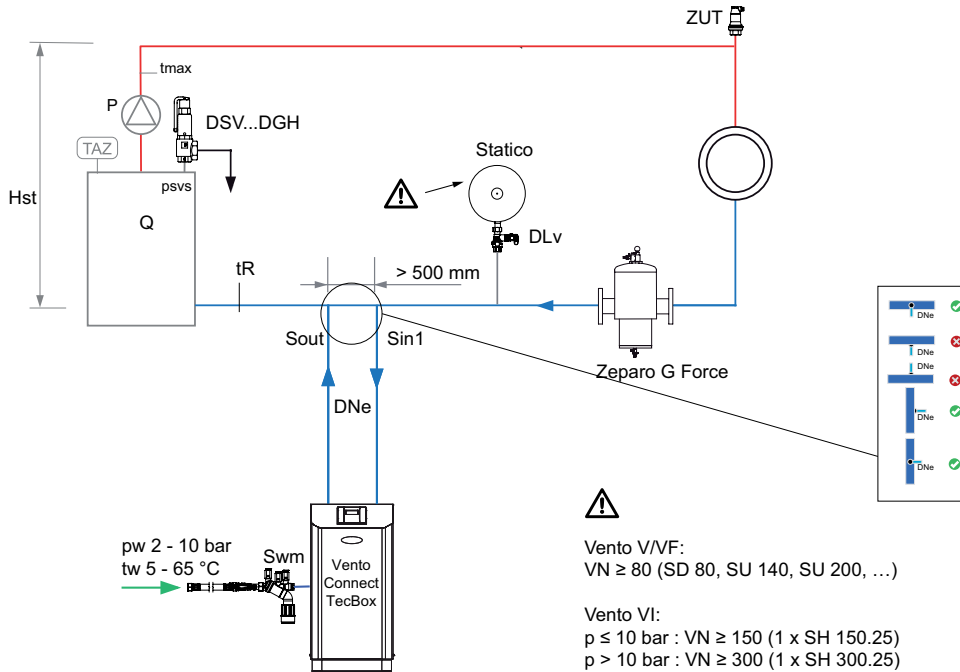 ZUT
tmax
P
DSV...DGH
TAZ
Statico
psvs
Hst
Q
DLv
tR
> 500 mm
DNe
DNe
DNe
DNe
DNe
Sout
Sin1
Zeparo G Force
DNe
pw 2 - 10 bar
tw 5 - 65 °C
Swm
Vento
Connect
TecBox
Vento V/VF:
VN ≥ 80 (SD 80, SU 140, SU 200, …)
Vento VI:
p ≤ 10 bar : VN ≥ 150 (1 x SH 150.25)
p > 10 bar : VN ≥ 300 (1 x SH 300.25)